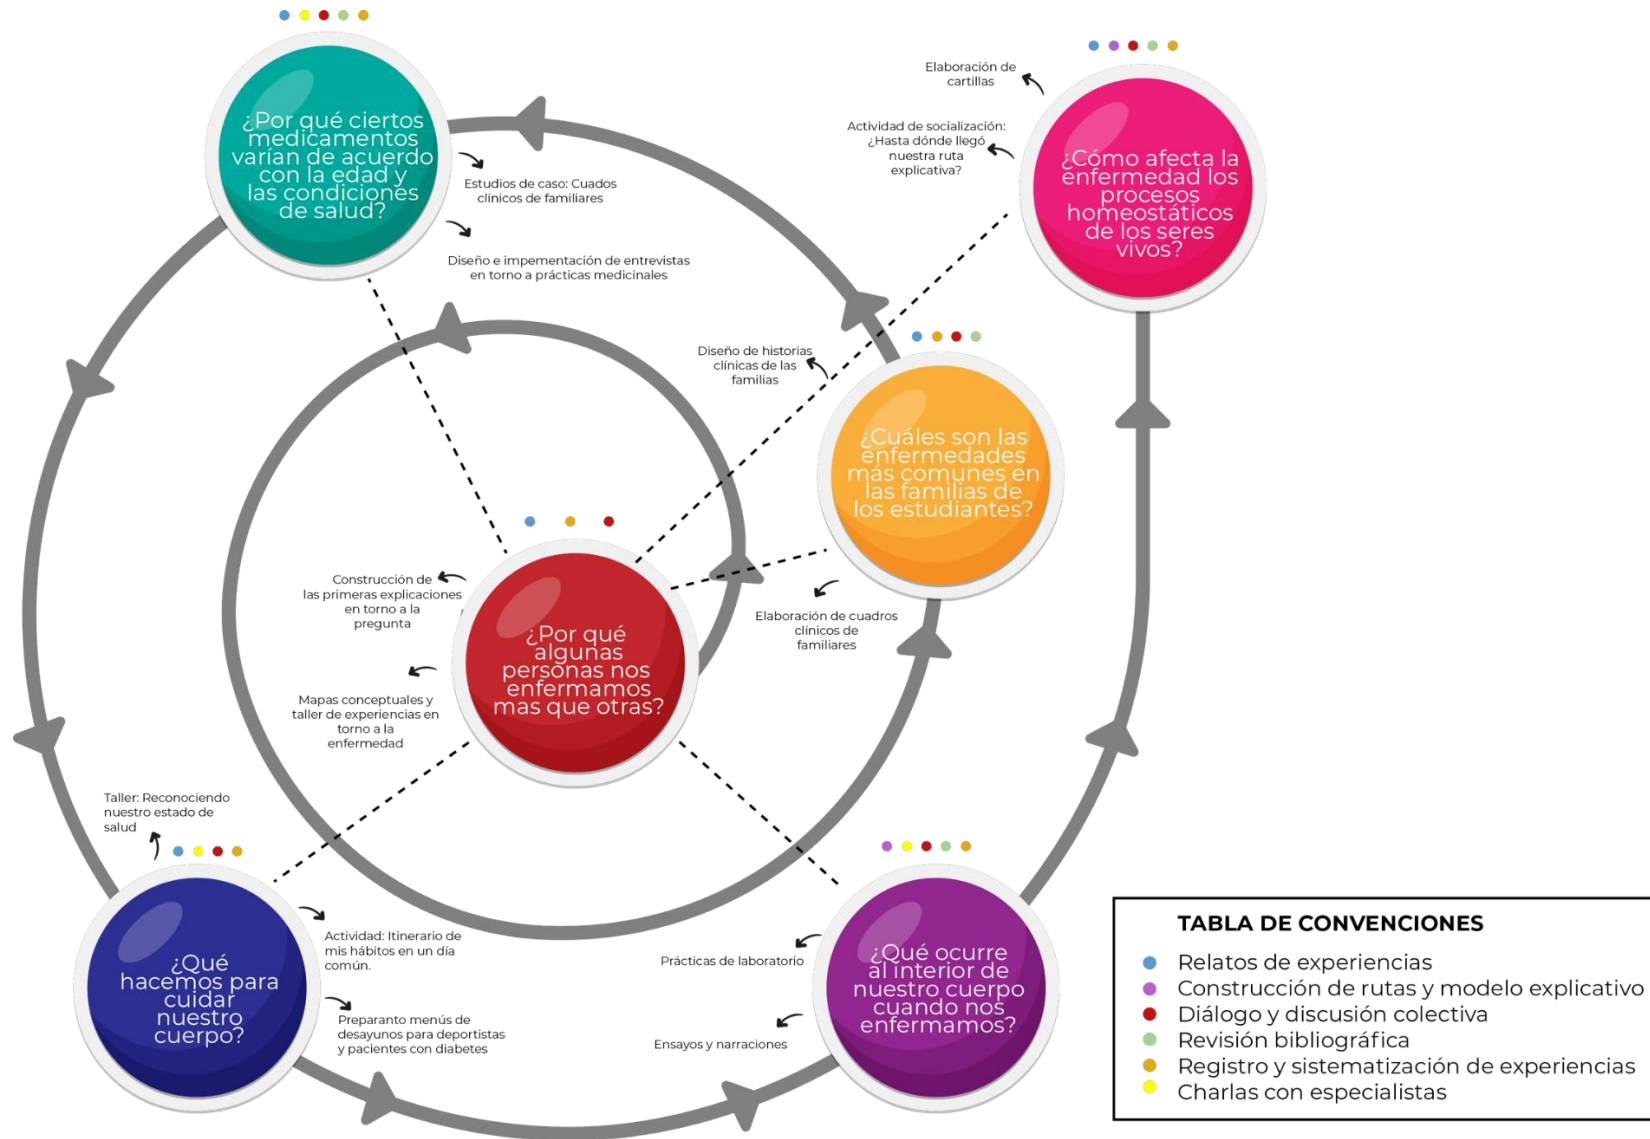 ¿Por qué ciertos
medicamentos
varían de acuerdo
con la edad y
las condiciones
de salud?
Estudios de caso: Cuados
clínicos de familiares
Diseño e impementación de entrevistas
en torno a prácticas medicinales
Elaboración de
cartillas
Actividad de socialización:
¿Hasta dónde llegó
nuestra ruta
explicativa?
¿Cómo afecta la
enfermedad los
procesos
homeostáticos
de los seres
vivos?
Diseño de historias
clínicas de las
familias
¿Cuáles son las
enfermedades
más comunes en
las familias de
los estudiantes?
Elaboración de cuadros
clínicos de
familiares
Construcción de
las primeras explicaciones
en torno a la
pregunta
Mapas conceptuales y
taller de experiencias en
torno a la
enfermedad
¿Por qué
algunas
personas nos
enfermamos
mas que otras?
Taller: Reconociendo
nuestro estado de
salud
¿Qué
hacemos para
cuidar
nuestro
cuerpo?
Actividad: Itinerario de
mis hábitos en un día
común.
Preparanto menús de
desayunos para deportistas
y pacientes con diabetes
Prácticas de laboratorio
Ensayos y narraciones
¿Qué ocurre
al interior de
nuestro cuerpo
cuando nos
enfermamos?
TABLA DE CONVENCIONES
Relatos de experiencias
Construcción de rutas y modelo explicativo
Diálogo y discusión colectiva
Revisión bibliográfica
Registro y sistematización de experiencias
Charlas con especialistas